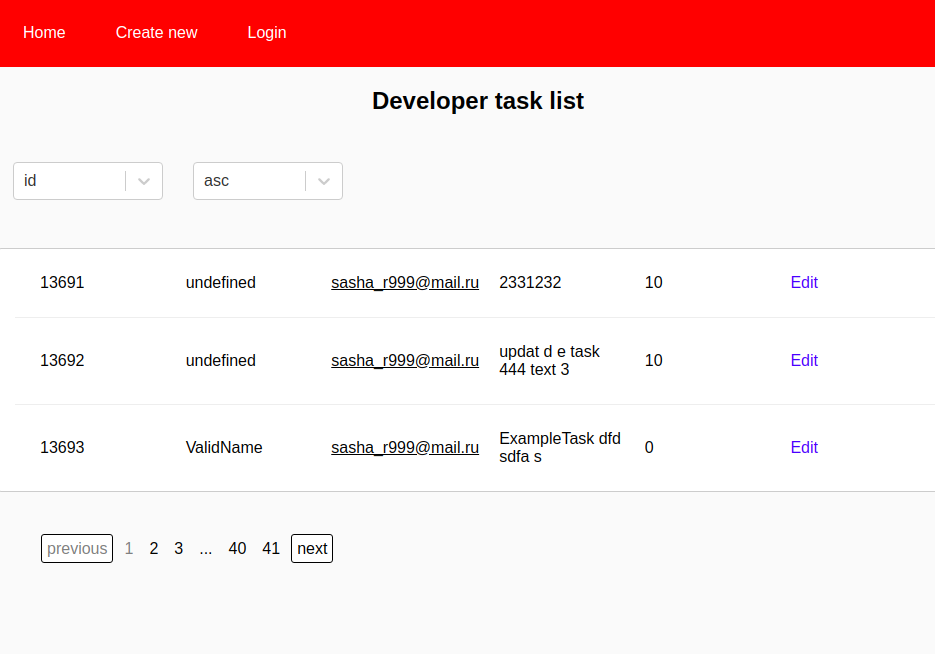 Home Create new Login
Developer task list
id asc
13691 undefined sasha_r999@mail.ru 2331232 10 Edit
13692 undefined sasha_r999@mail.ru updat d e task 10 Edit
444 text 3
13693 ValidName sasha_r999@mail.ru ExampleTask dfd 0 Edit
sdfa s
previous 1 2 3 ... 40 41 next